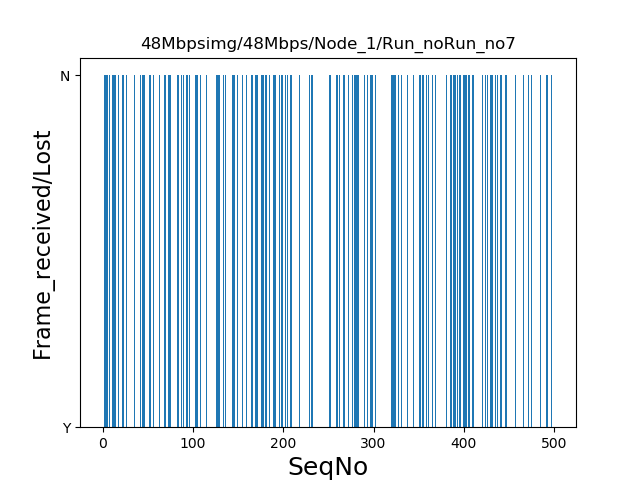 48Mbpsimg/48Mbps/Node_1/Run_noRun_no7
N
Frame_received/Lost
Y
0 100 200 300 400 500
SeqNo